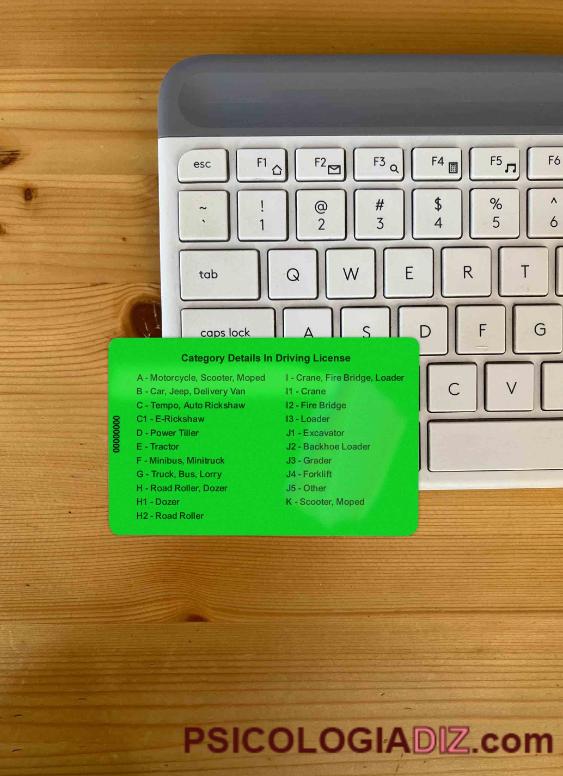 esc F1 F2 F3 F4 F5 F6
~ ! @ # $ % ^
` 1 2 3 4 5 6
tab Q W E R T
caps lock A S D F G
C V
Category Details In Driving License
A - Motorcycle, Scooter, Moped
B - Car, Jeep, Delivery Van
C - Tempo, Auto Rickshaw
C1 - E-Rickshaw
D - Power Tiller
E - Tractor
F - Minibus, Minitruck
G - Truck, Bus, Lorry
H - Road Roller, Dozer
H1 - Dozer
H2 - Road Roller
I - Crane, Fire Bridge, Loader
I1 - Crane
I2 - Fire Bridge
I3 - Loader
J1 - Excavator
J2 - Backhoe Loader
J3 - Grader
J4 - Forklift
J5 - Other
K - Scooter, Moped
00000000
PSICOLOGIADIZ.com